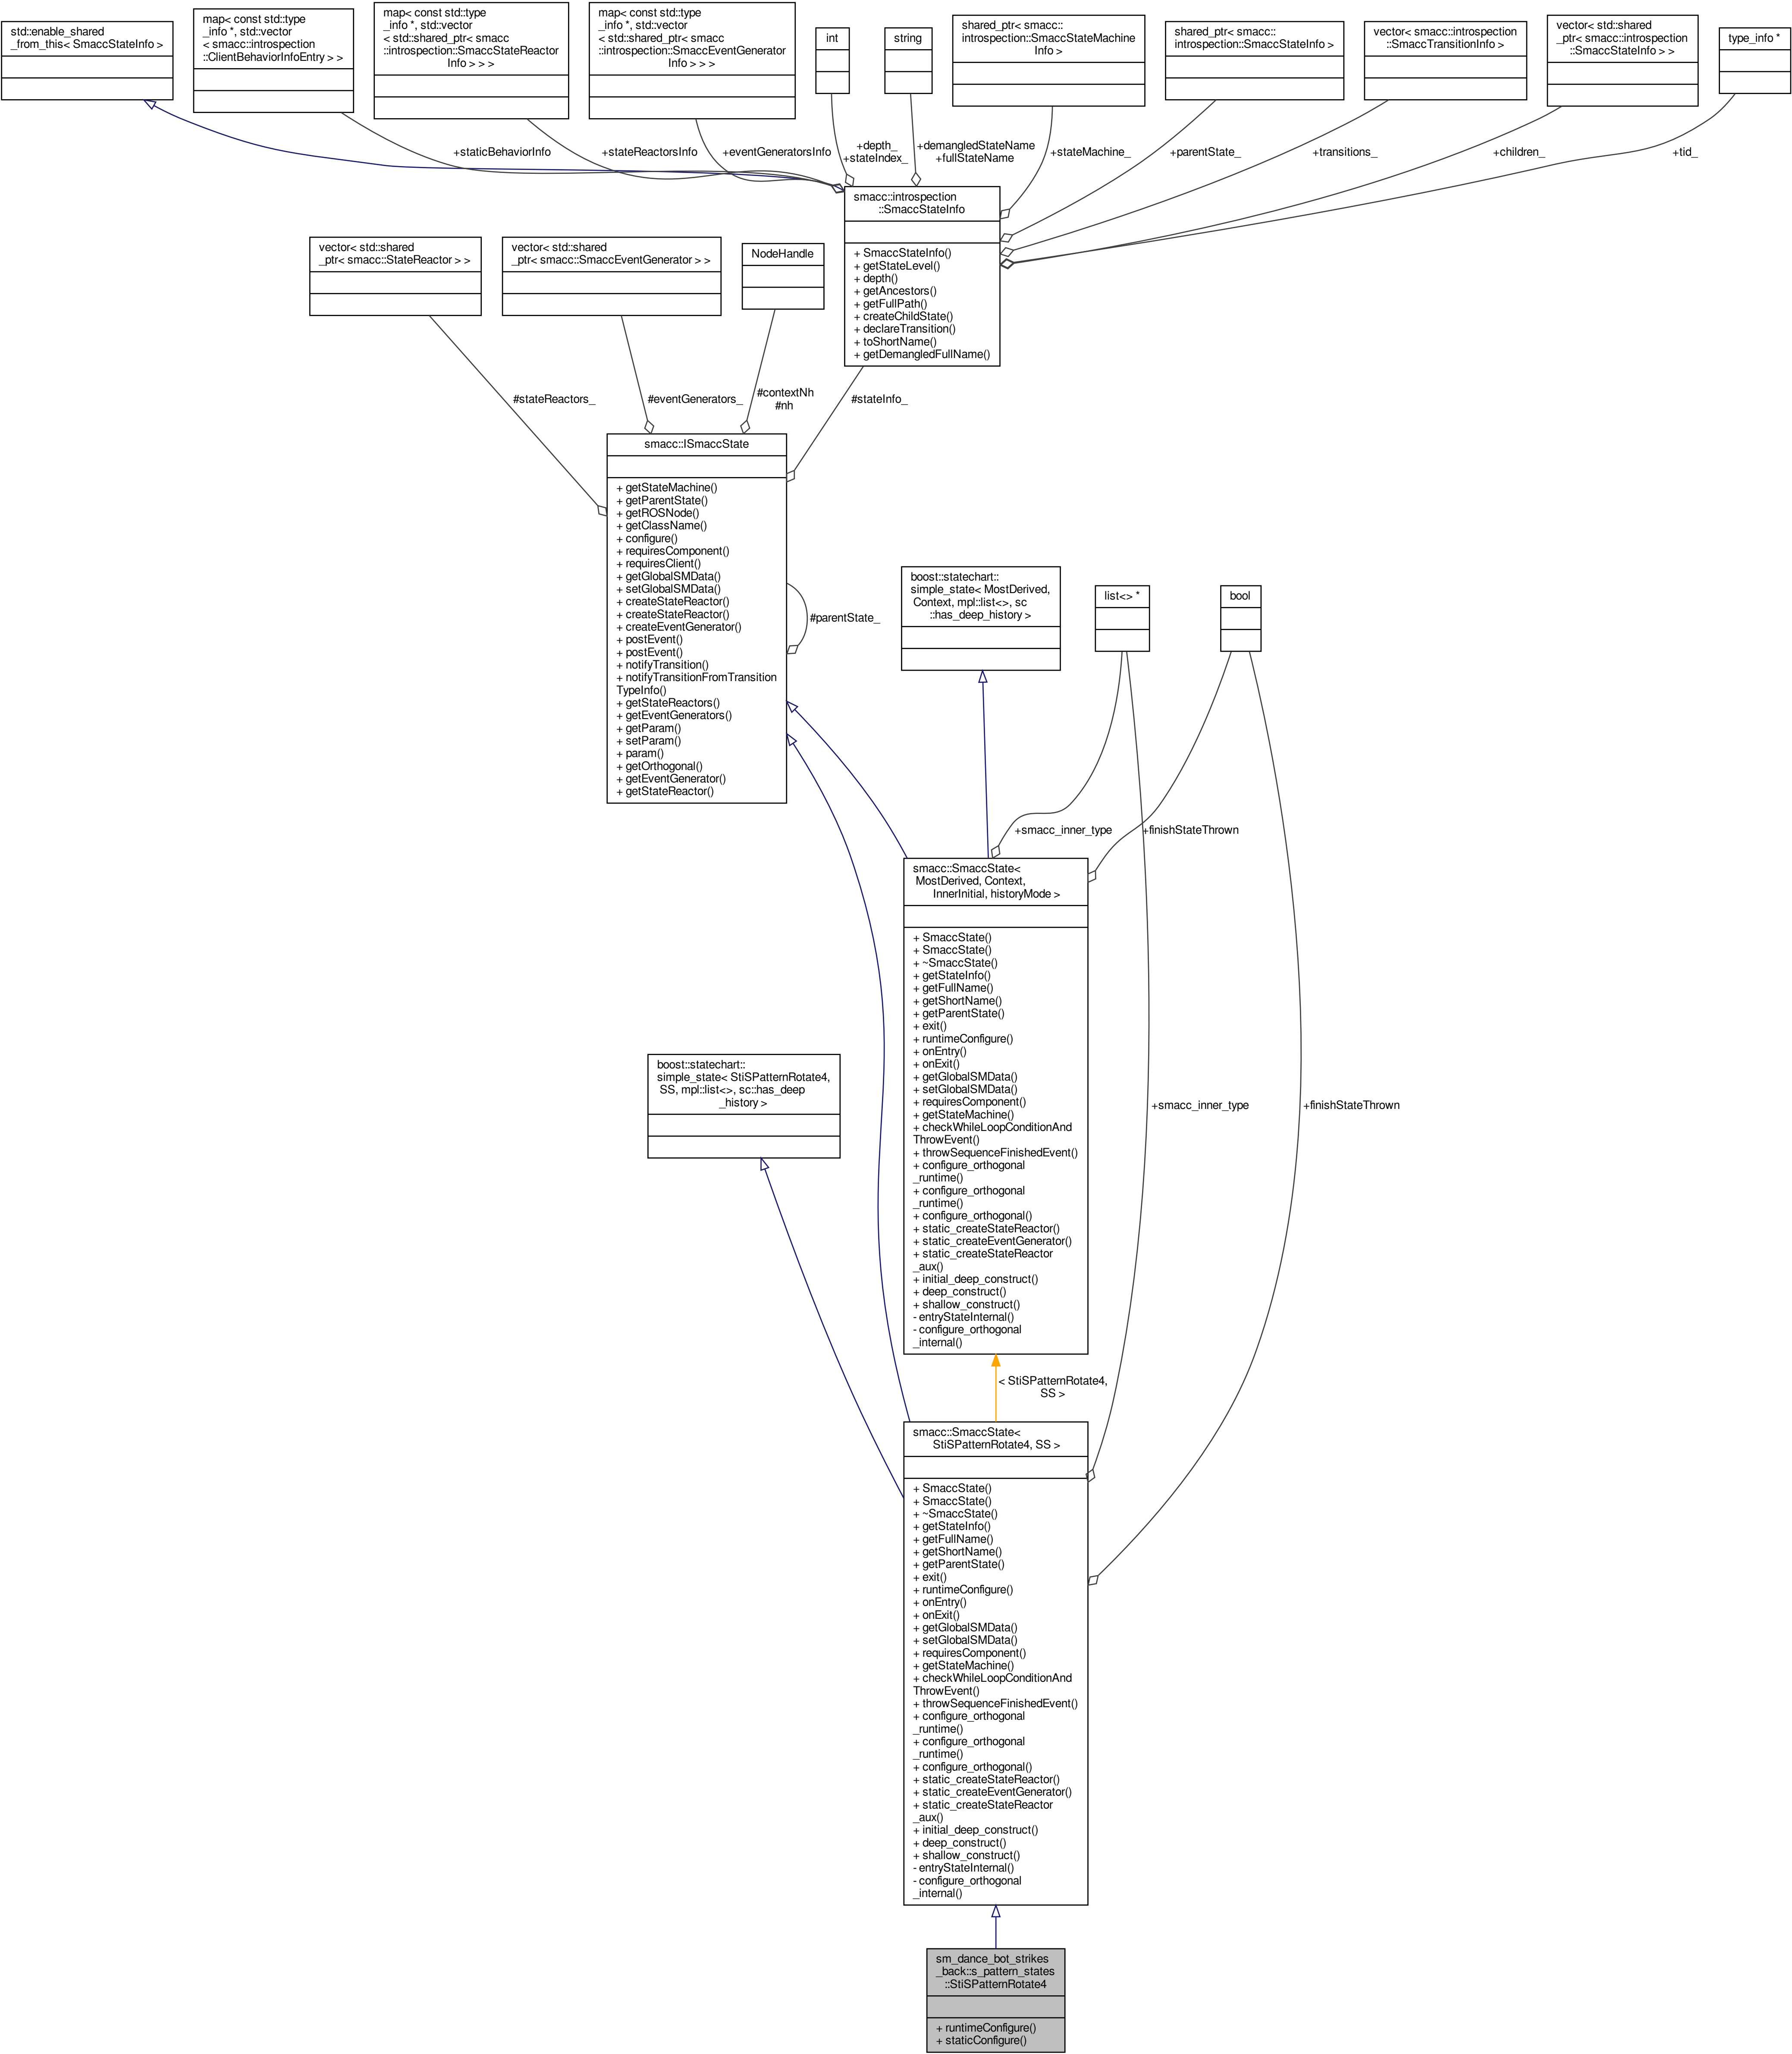 std::enable_shared
_from_this< SmaccStateInfo >
map< const std::type
_info *, std::vector
< smacc::introspection
::ClientBehaviorInfoEntry > >
map< const std::type
_info *, std::vector
< std::shared_ptr< smacc
::introspection::SmaccStateReactor
Info > > >
map< const std::type
_info *, std::vector
< std::shared_ptr< smacc
::introspection::SmaccEventGenerator
Info > > >
int
string
shared_ptr< smacc::
introspection::SmaccStateMachine
Info >
shared_ptr< smacc::
introspection::SmaccStateInfo >
vector< smacc::introspection
::SmaccTransitionInfo >
vector< std::shared
_ptr< smacc::introspection
::SmaccStateInfo > >
type_info *
+staticBehaviorInfo
+stateReactorsInfo
+eventGeneratorsInfo
+depth_
+stateIndex_
+demangledStateName
+fullStateName
+stateMachine_
+parentState_
+transitions_
+children_
+tid_
smacc::introspection
::SmaccStateInfo
+ SmaccStateInfo()
+ getStateLevel()
+ depth()
+ getAncestors()
+ getFullPath()
+ createChildState()
+ declareTransition()
+ toShortName()
+ getDemangledFullName()
vector< std::shared
_ptr< smacc::StateReactor > >
vector< std::shared
_ptr< smacc::SmaccEventGenerator > >
NodeHandle
#stateReactors_
#eventGenerators_
#contextNh
#nh
#stateInfo_
smacc::ISmaccState
+ getStateMachine()
+ getParentState()
+ getROSNode()
+ getClassName()
+ configure()
+ requiresComponent()
+ requiresClient()
+ getGlobalSMData()
+ setGlobalSMData()
+ createStateReactor()
+ createStateReactor()
+ createEventGenerator()
+ postEvent()
+ postEvent()
+ notifyTransition()
+ notifyTransitionFromTransition
TypeInfo()
+ getStateReactors()
+ getEventGenerators()
+ getParam()
+ setParam()
+ param()
+ getOrthogonal()
+ getEventGenerator()
+ getStateReactor()
#parentState_
boost::statechart::
simple_state< MostDerived,
Context, mpl::list<>, sc
::has_deep_history >
list<> *
bool
+smacc_inner_type
+finishStateThrown
smacc::SmaccState<
MostDerived, Context,
InnerInitial, historyMode >
+ SmaccState()
+ SmaccState()
+ ~SmaccState()
+ getStateInfo()
+ getFullName()
+ getShortName()
+ getParentState()
+ exit()
+ runtimeConfigure()
+ onEntry()
+ onExit()
+ getGlobalSMData()
+ setGlobalSMData()
+ requiresComponent()
+ getStateMachine()
+ checkWhileLoopConditionAnd
ThrowEvent()
+ throwSequenceFinishedEvent()
+ configure_orthogonal
_runtime()
+ configure_orthogonal
_runtime()
+ configure_orthogonal()
+ static_createStateReactor()
+ static_createEventGenerator()
+ static_createStateReactor
_aux()
+ initial_deep_construct()
+ deep_construct()
+ shallow_construct()
- entryStateInternal()
- configure_orthogonal
_internal()
boost::statechart::
simple_state< StiSPatternRotate4,
SS, mpl::list<>, sc::has_deep
_history >
+smacc_inner_type
+finishStateThrown
< StiSPatternRotate4,
SS >
smacc::SmaccState<
StiSPatternRotate4, SS >
+ SmaccState()
+ SmaccState()
+ ~SmaccState()
+ getStateInfo()
+ getFullName()
+ getShortName()
+ getParentState()
+ exit()
+ runtimeConfigure()
+ onEntry()
+ onExit()
+ getGlobalSMData()
+ setGlobalSMData()
+ requiresComponent()
+ getStateMachine()
+ checkWhileLoopConditionAnd
ThrowEvent()
+ throwSequenceFinishedEvent()
+ configure_orthogonal
_runtime()
+ configure_orthogonal
_runtime()
+ configure_orthogonal()
+ static_createStateReactor()
+ static_createEventGenerator()
+ static_createStateReactor
_aux()
+ initial_deep_construct()
+ deep_construct()
+ shallow_construct()
- entryStateInternal()
- configure_orthogonal
_internal()
sm_dance_bot_strikes
_back::s_pattern_states
::StiSPatternRotate4
+ runtimeConfigure()
+ staticConfigure()